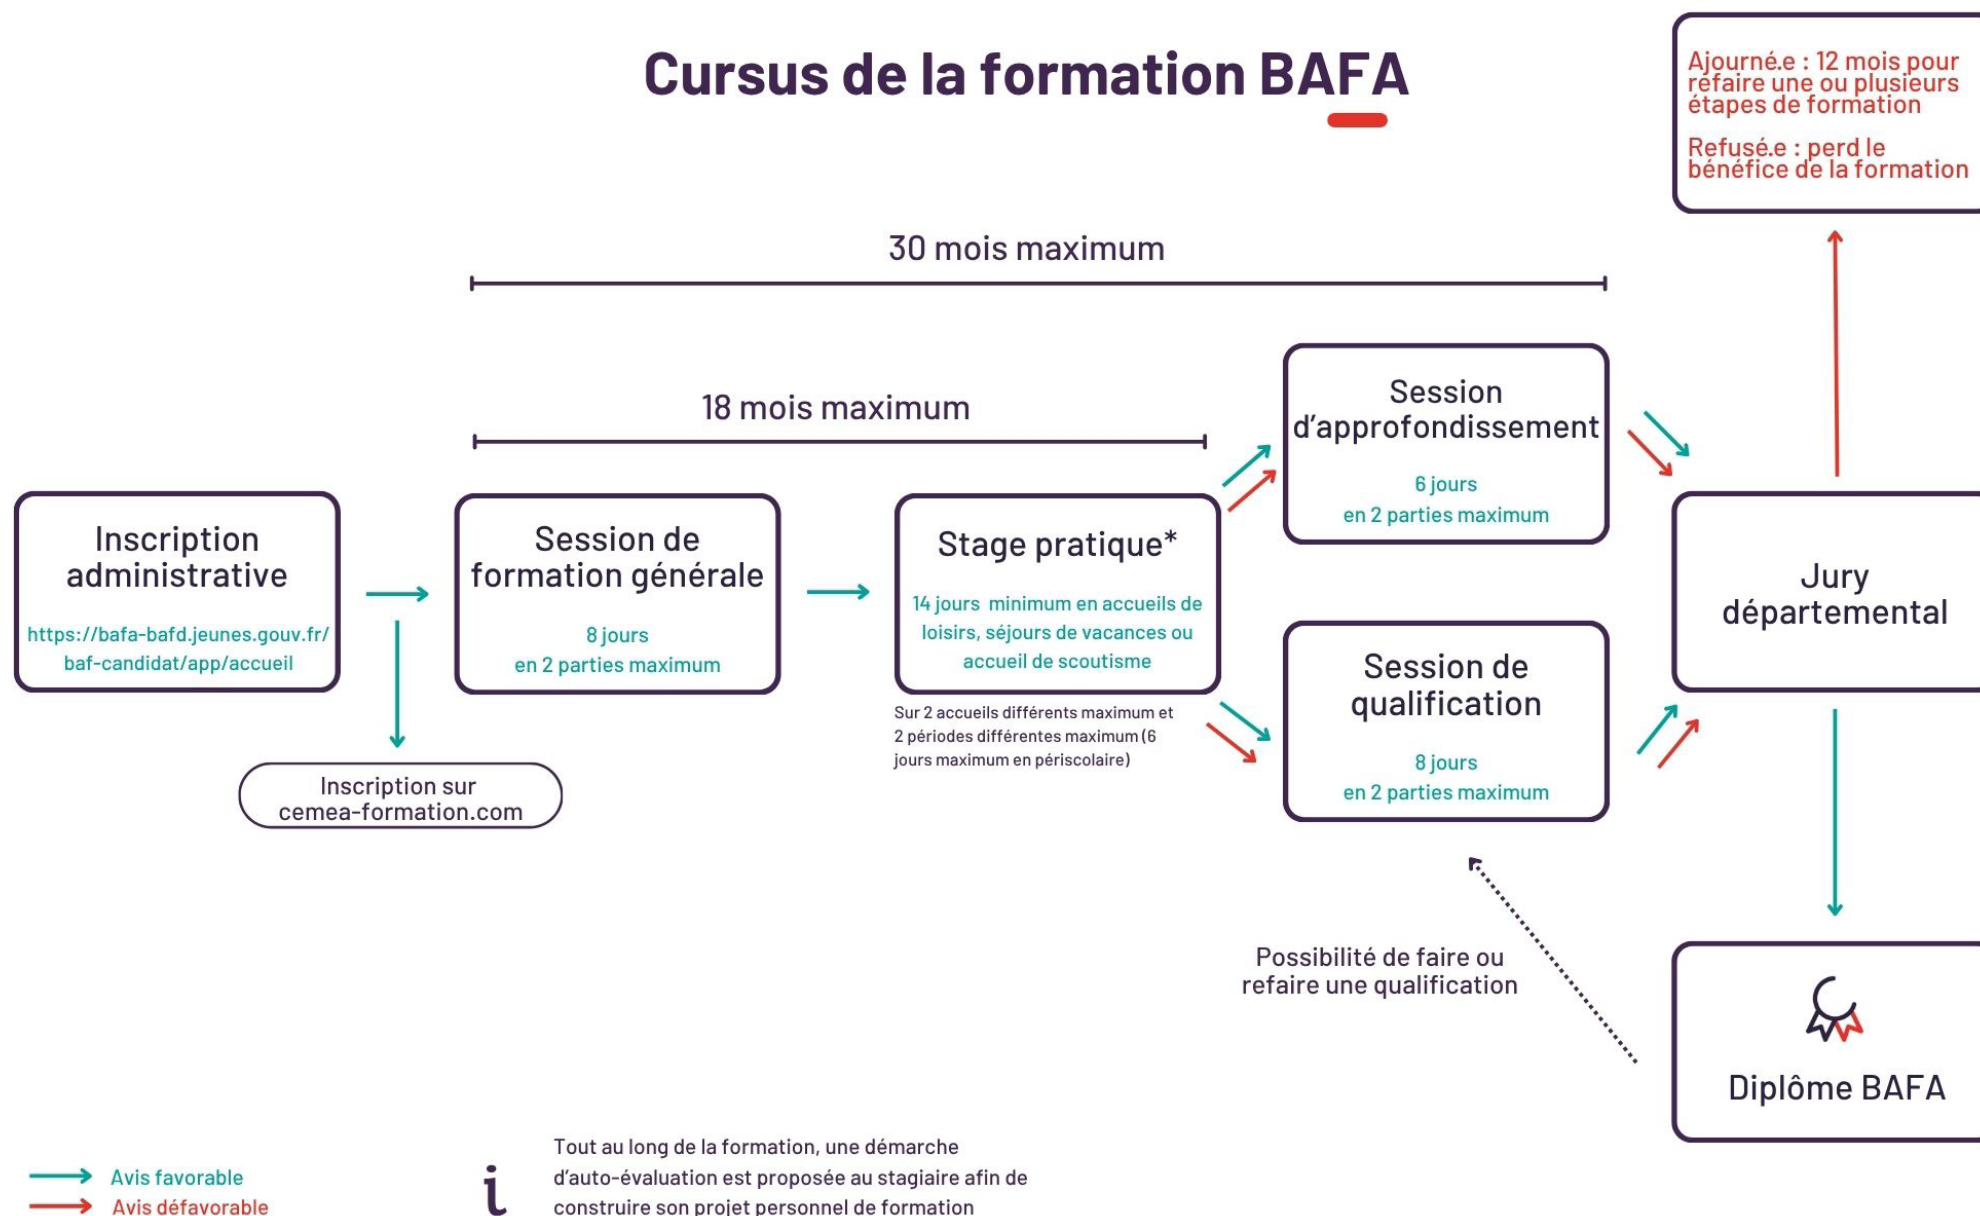 Cursus de la formation BAFA
Ajourné.e : 12 mois pour
refaire une ou plusieurs
étapes de formation
Refusé.e : perd le
bénéfice de la formation
30 mois maximum
18 mois maximum
Inscription
administrative
https://bafa-bafd.jeunes.gouv.fr/
baf-candidat/app/accueil
Inscription sur
cemea-formation.com
Session de
formation générale
8 jours
en 2 parties maximum
Stage pratique*
14 jours minimum en accueils de
loisirs, séjours de vacances ou
accueil de scoutisme
Sur 2 accueils différents maximum et
2 périodes différentes maximum (6
jours maximum en périscolaire)
Session
d'approfondissement
6 jours
en 2 parties maximum
Session de
qualification
8 jours
en 2 parties maximum
Jury
départemental
Possibilité de faire ou
refaire une qualification
Diplôme BAFA
Avis favorable
Avis défavorable
i
Tout au long de la formation, une démarche
d'auto-évaluation est proposée au stagiaire afin de
construire son projet personnel de formation